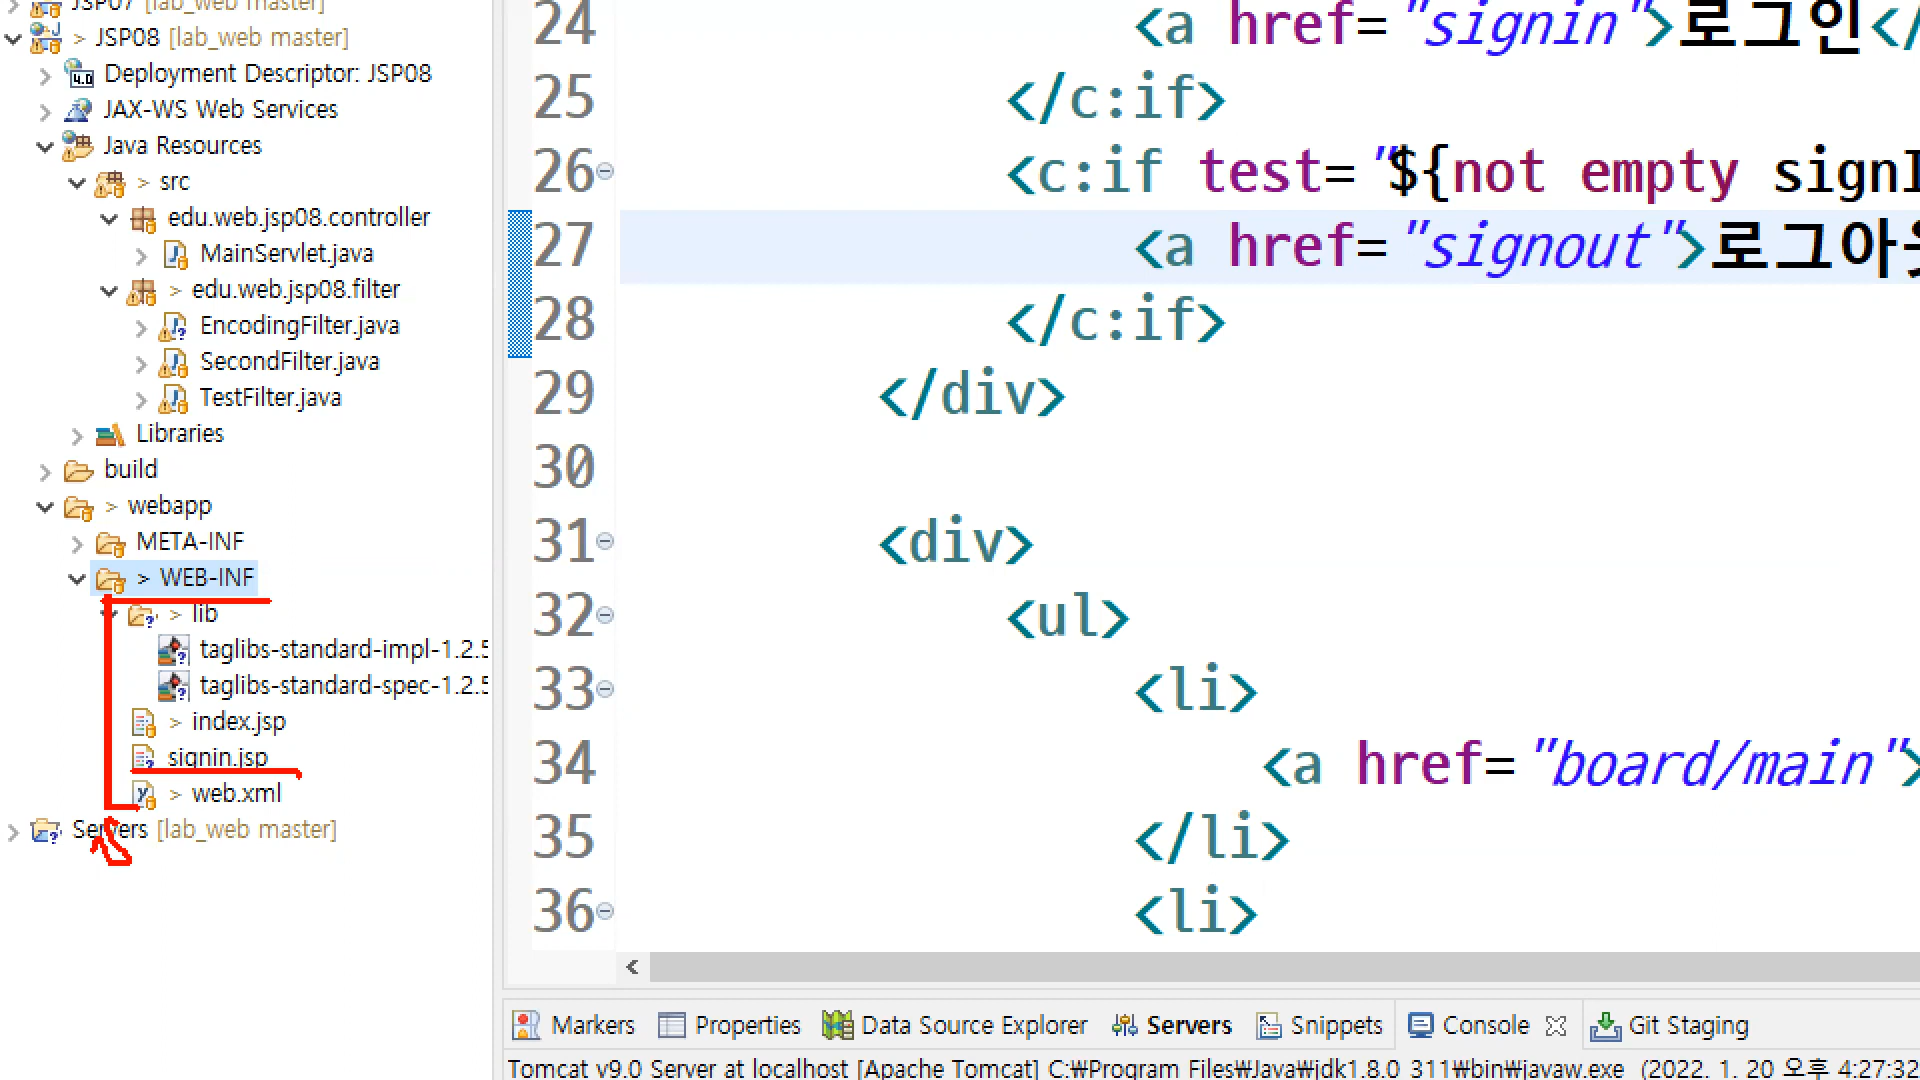 JSP07 [lab_web master]
> JSP08 [lab_web master]
Deployment Descriptor: JSP08
JAX-WS Web Services
Java Resources
> src
edu.web.jsp08.controller
MainServlet.java
> edu.web.jsp08.filter
EncodingFilter.java
SecondFilter.java
TestFilter.java
Libraries
build
> webapp
META-INF
> WEB-INF
> lib
taglibs-standard-impl-1.2.5
taglibs-standard-spec-1.2.5
> index.jsp
signin.jsp
> web.xml
Servers [lab_web master]
24 <a href="signin">로그인</
25 </c:if>
26 <c:if test="${not empty signI
27 <a href="signout">로그아웃
28 </c:if>
29 </div>
30
31 <div>
32 <ul>
33 <li>
34 <a href="board/main">
35 </li>
36 <li>
Markers Properties Data Source Explorer Servers Snippets Console Git Staging
Tomcat v9.0 Server at localhost [Apache Tomcat] C:₩Program Files₩Java₩jdk1.8.0_311₩bin₩javaw.exe (2022. 1. 20 오후 4:27:32